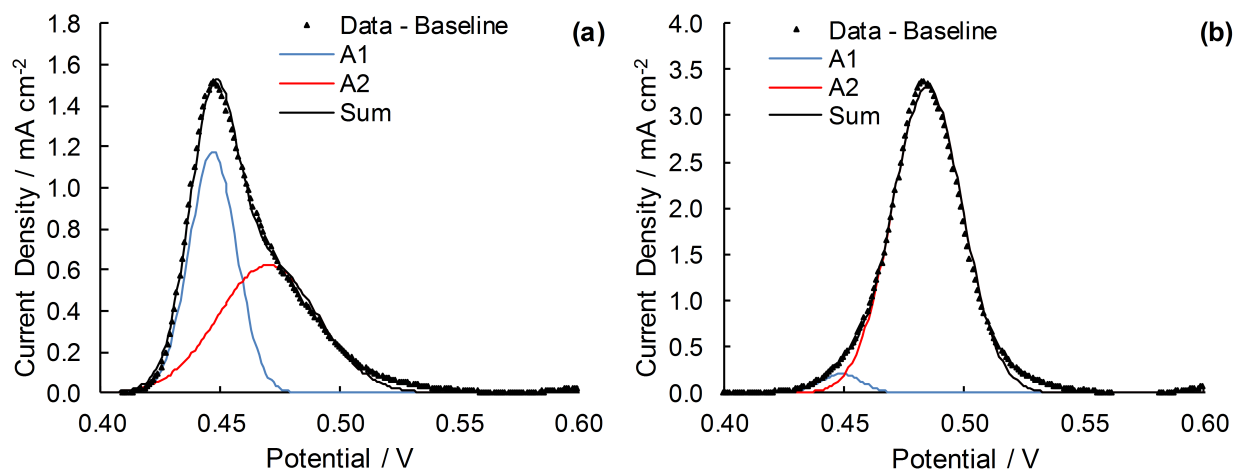 (a)
Data - Baseline
A1
A2
Sum
Current Density / mA cm-2
1.8
1.6
1.4
1.2
1.0
0.8
0.6
0.4
0.2
0.0
0.40
0.45
0.50
0.55
0.60
Potential / V
(b)
Data - Baseline
A1
A2
Sum
Current Density / mA cm-2
4.0
3.5
3.0
2.5
2.0
1.5
1.0
0.5
0.0
0.40
0.45
0.50
0.55
0.60
Potential / V